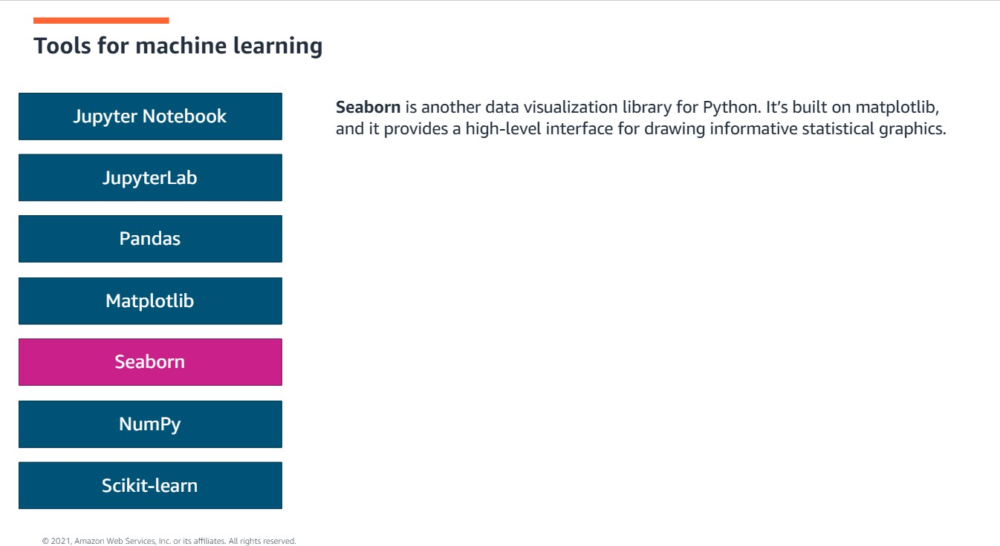 Tools for machine learning
Jupyter Notebook
JupyterLab
Pandas
Matplotlib
Seaborn
NumPy
Scikit-learn
Seaborn is another data visualization library for Python. It’s built on matplotlib,
and it provides a high-level interface for drawing informative statistical graphics.
© 2021, Amazon Web Services, Inc. or its affiliates. All rights reserved.